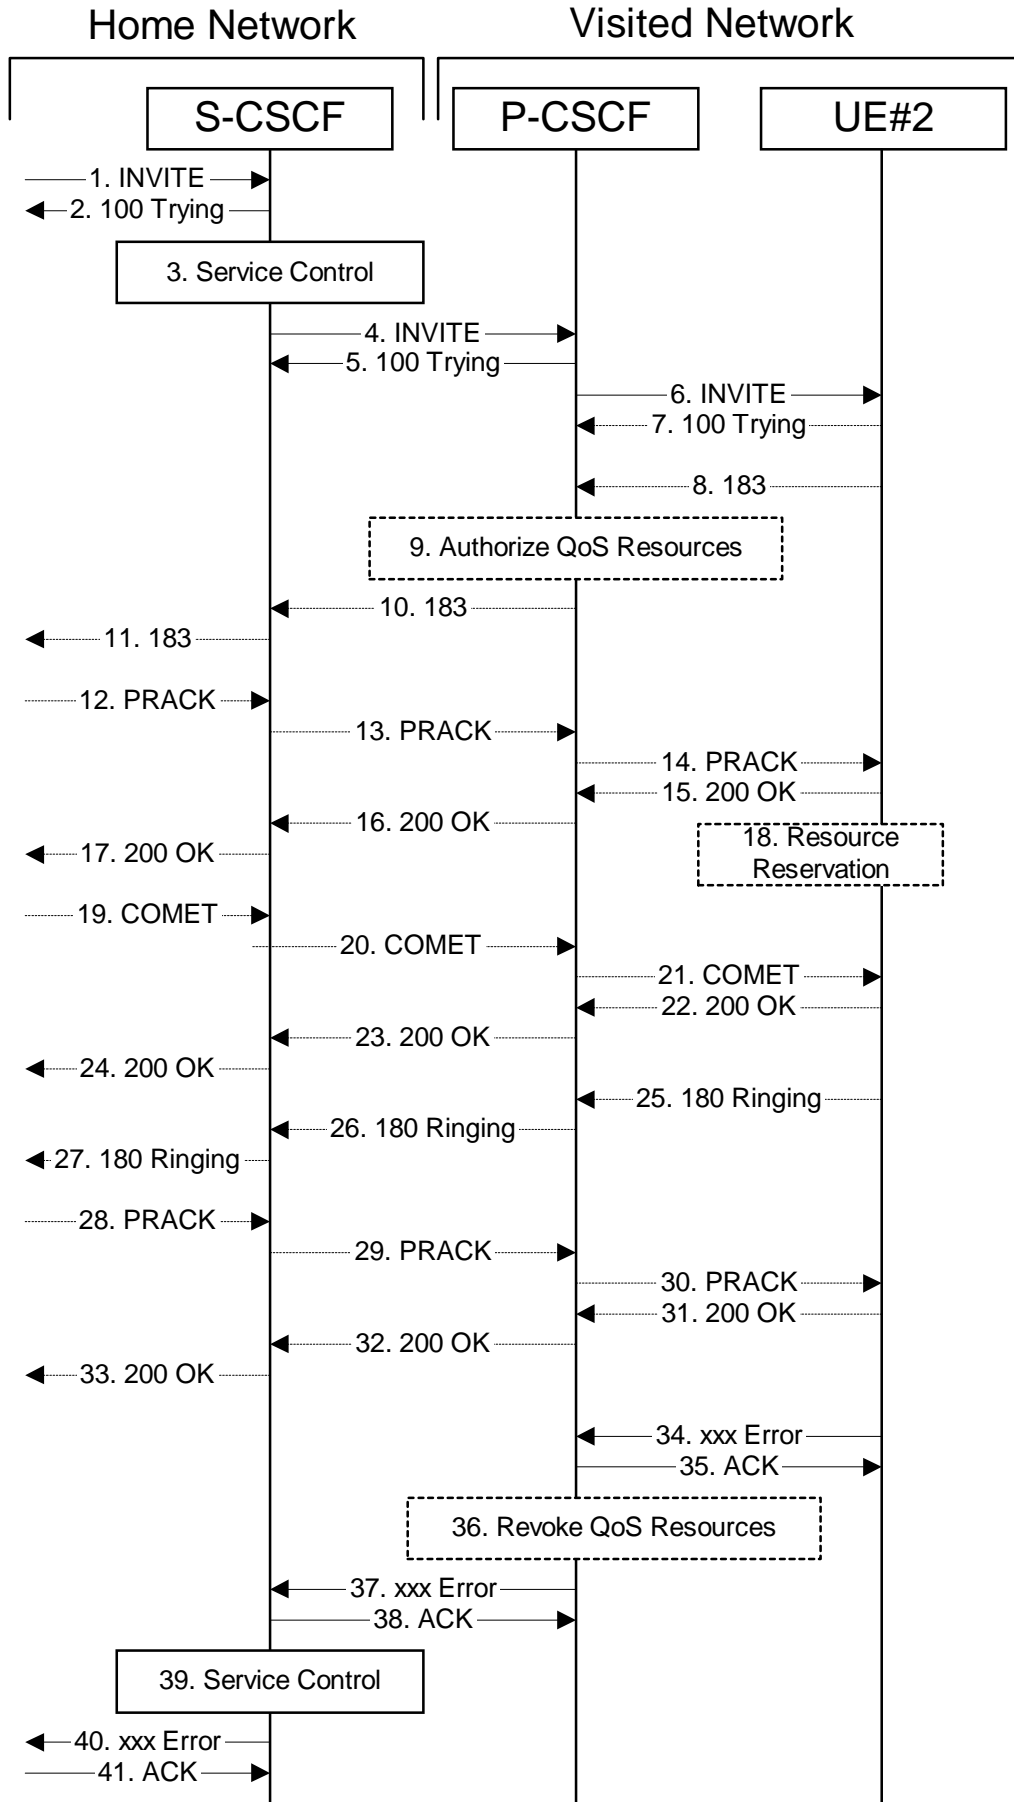 Home Network
Visited Network
S-CSCF
P-CSCF
UE#2
1. INVITE
2. 100 Trying
3. Service Control
4. INVITE
5. 100 Trying
6. INVITE
7. 100 Trying
8. 183
9. Authorize QoS Resources
10. 183
11. 183
12. PRACK
13. PRACK
14. PRACK
15. 200 OK
16. 200 OK
17. 200 OK
18. Resource
Reservation
19. COMET
20. COMET
21. COMET
22. 200 OK
23. 200 OK
24. 200 OK
25. 180 Ringing
26. 180 Ringing
27. 180 Ringing
28. PRACK
29. PRACK
30. PRACK
31. 200 OK
32. 200 OK
33. 200 OK
34. xxx Error
35. ACK
36. Revoke QoS Resources
37. xxx Error
38. ACK
39. Service Control
40. xxx Error
41. ACK